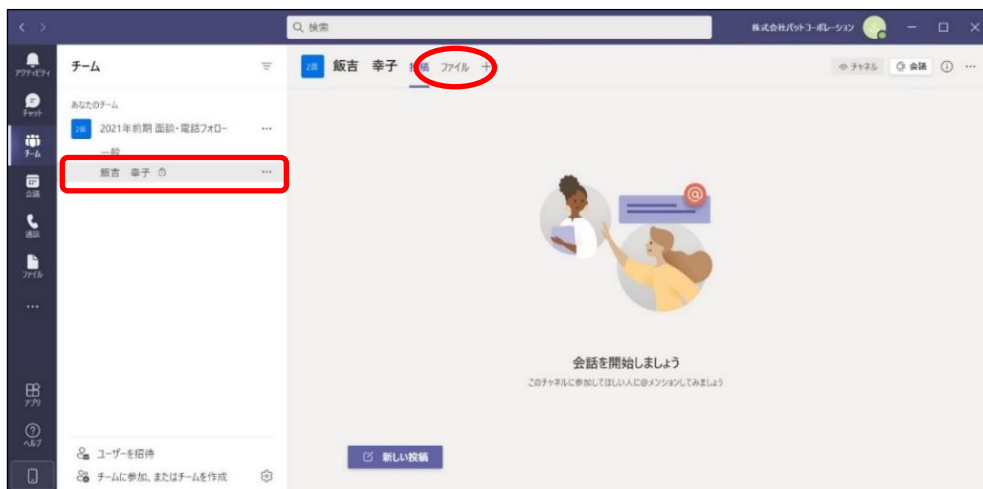 検索
株式会社パットコーポレーション
アクティビティ
チャット
チーム
会議
通話
ファイル
アプリ
ヘルプ
チーム
あなたのチーム
2021年前期 面談・電話フォロー
一般
飯吉 幸子
ユーザーを招待
チームに参加、またはチームを作成
飯吉 幸子 投稿 ファイル +
チャネル 会議
会話を開始しましょう
このチャネルに参加してほしい人に@メンションしてみましょう
新しい投稿